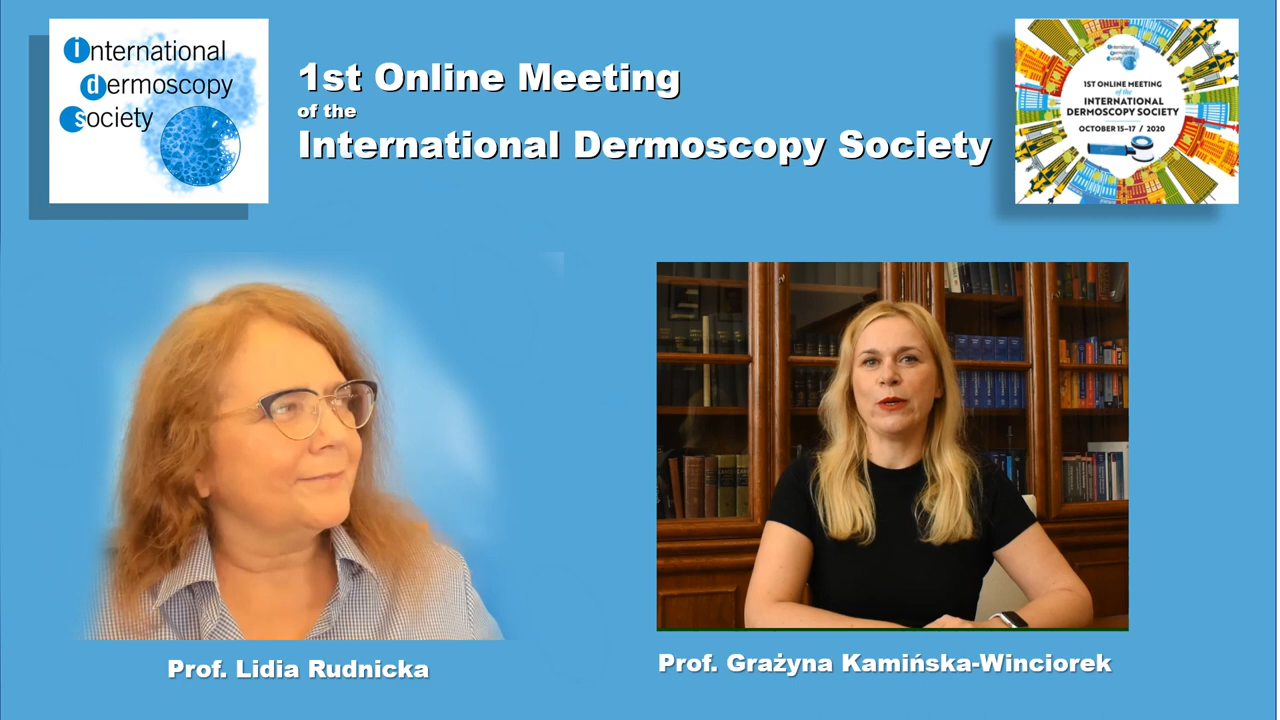 international
dermoscopy
society
1st Online Meeting
of the
International Dermoscopy Society
1ST ONLINE MEETING
of the
INTERNATIONAL
DERMOSCOPY SOCIETY
OCTOBER 15-17 / 2020
Prof. Lidia Rudnicka
Prof. Grażyna Kamińska-Winciorek